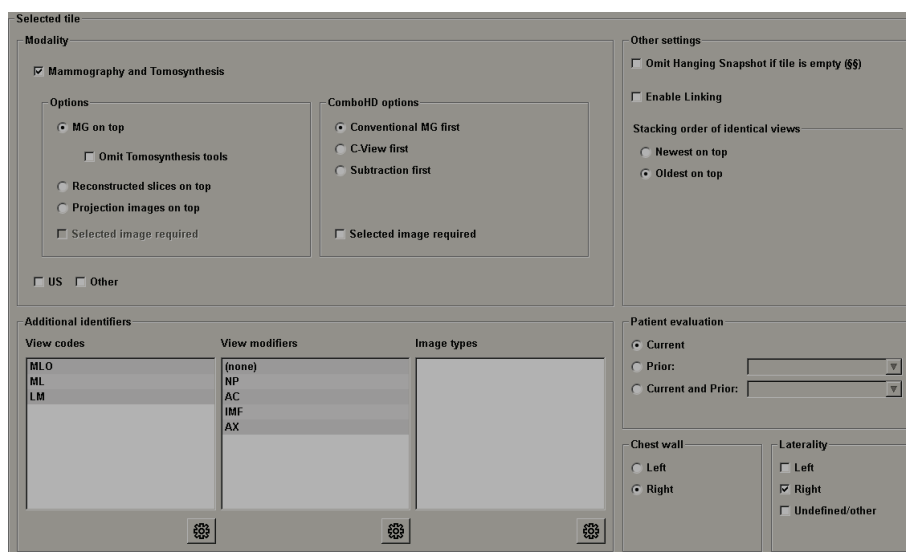 Selected tile
Modality
Mammography and Tomosynthesis
Options
MG on top
Omit Tomosynthesis tools
Reconstructed slices on top
Projection images on top
Selected image required
ComboHD options
Conventional MG first
C-View first
Subtraction first
Selected image required
US Other
Other settings
Omit Hanging Snapshot if tile is empty (§§)
Enable Linking
Stacking order of identical views
Newest on top
Oldest on top
Additional identifiers
View codes
MLO
ML
LM
View modifiers
(none)
NP
AC
IMF
AX
Image types
Patient evaluation
Current
Prior:
Current and Prior:
Chest wall
Left
Right
Laterality
Left
Right
Undefined/other